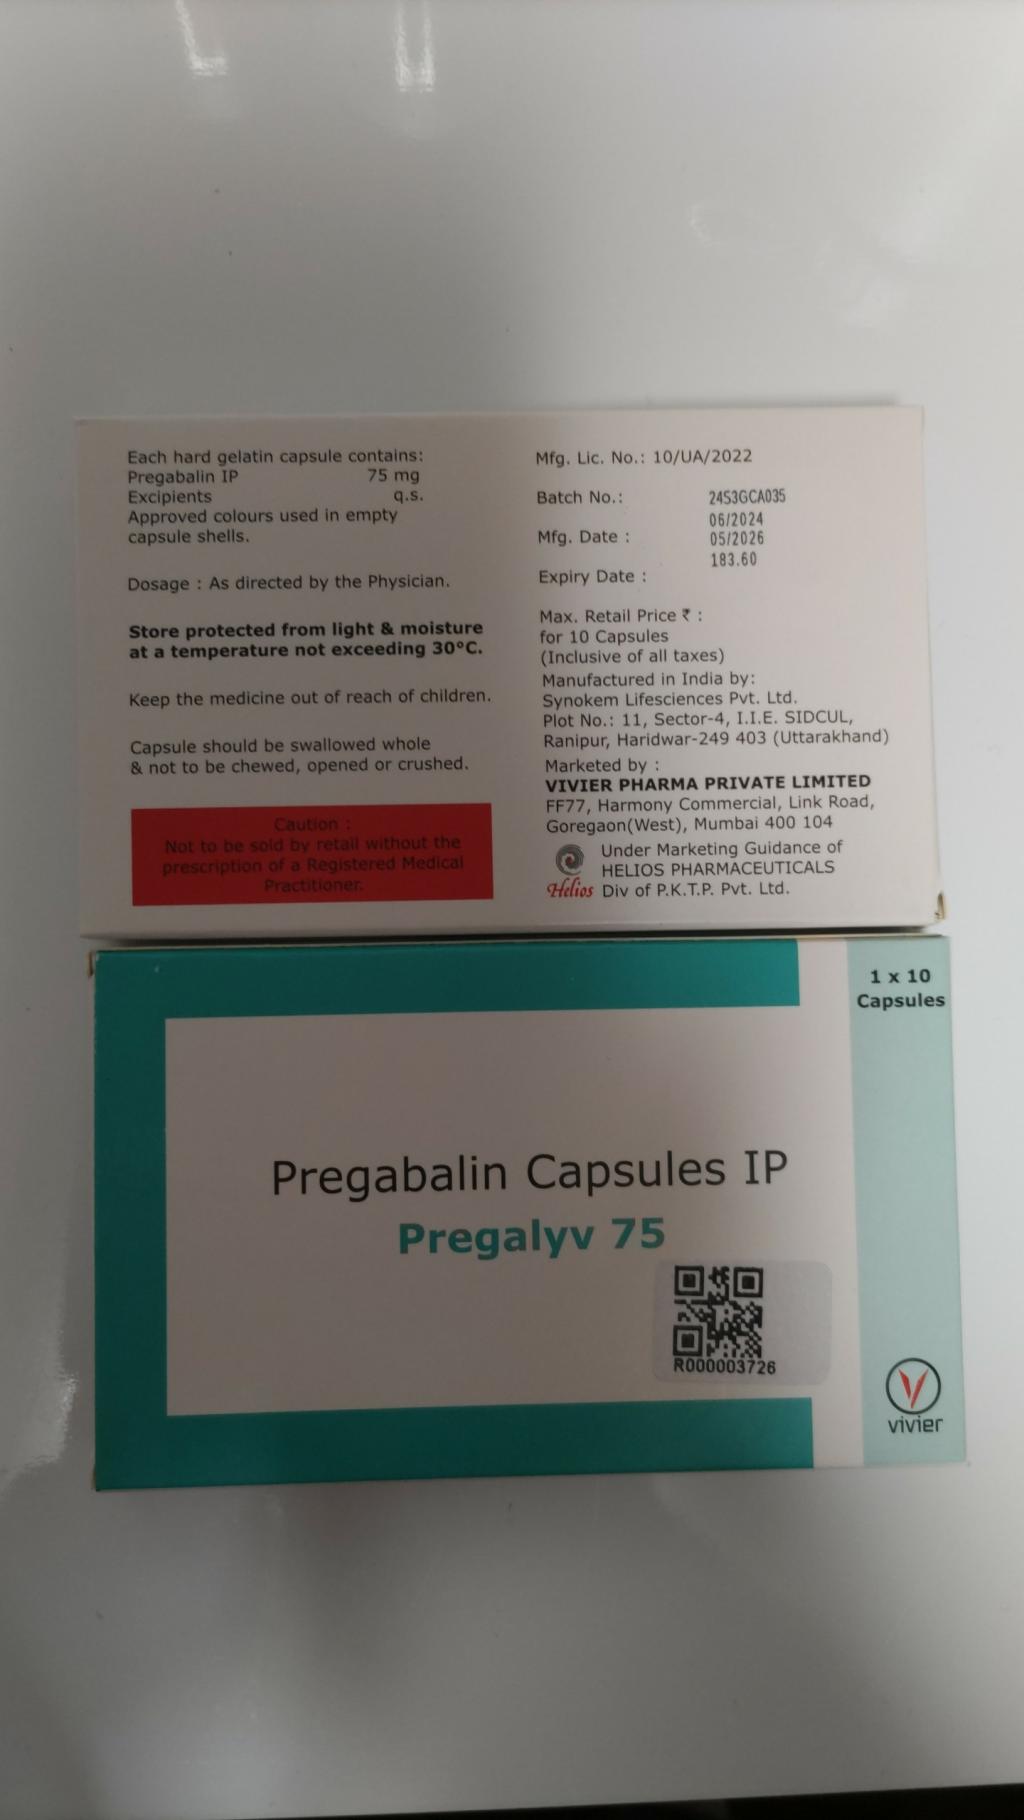 Each hard gelatin capsule contains:
Pregabalin IP 75 mg
Excipients q.s.
Approved colours used in empty
capsule shells.
Dosage : As directed by the Physician.
Store protected from light & moisture
at a temperature not exceeding 30°C.
Keep the medicine out of reach of children.
Capsule should be swallowed whole
& not to be chewed, opened or crushed.
Caution :
Not to be sold by retail without the
prescription of a Registered Medical
Practitioner.
Mfg. Lic. No.: 10/UA/2022
Batch No.: 24S3GCA035
06/2024
Mfg. Date : 05/2026
183.60
Expiry Date :
Max. Retail Price ₹ :
for 10 Capsules
(Inclusive of all taxes)
Manufactured in India by:
Synokem Lifesciences Pvt. Ltd.
Plot No.: 11, Sector-4, I.I.E. SIDCUL,
Ranipur, Haridwar-249 403 (Uttarakhand)
Marketed by :
VIVIER PHARMA PRIVATE LIMITED
FF77, Harmony Commercial, Link Road,
Goregaon(West), Mumbai 400 104
Under Marketing Guidance of
HELIOS PHARMACEUTICALS
Helios Div of P.K.T.P. Pvt. Ltd.
1 x 10
Capsules
Pregabalin Capsules IP
Pregalyv 75
R000003726
vivier